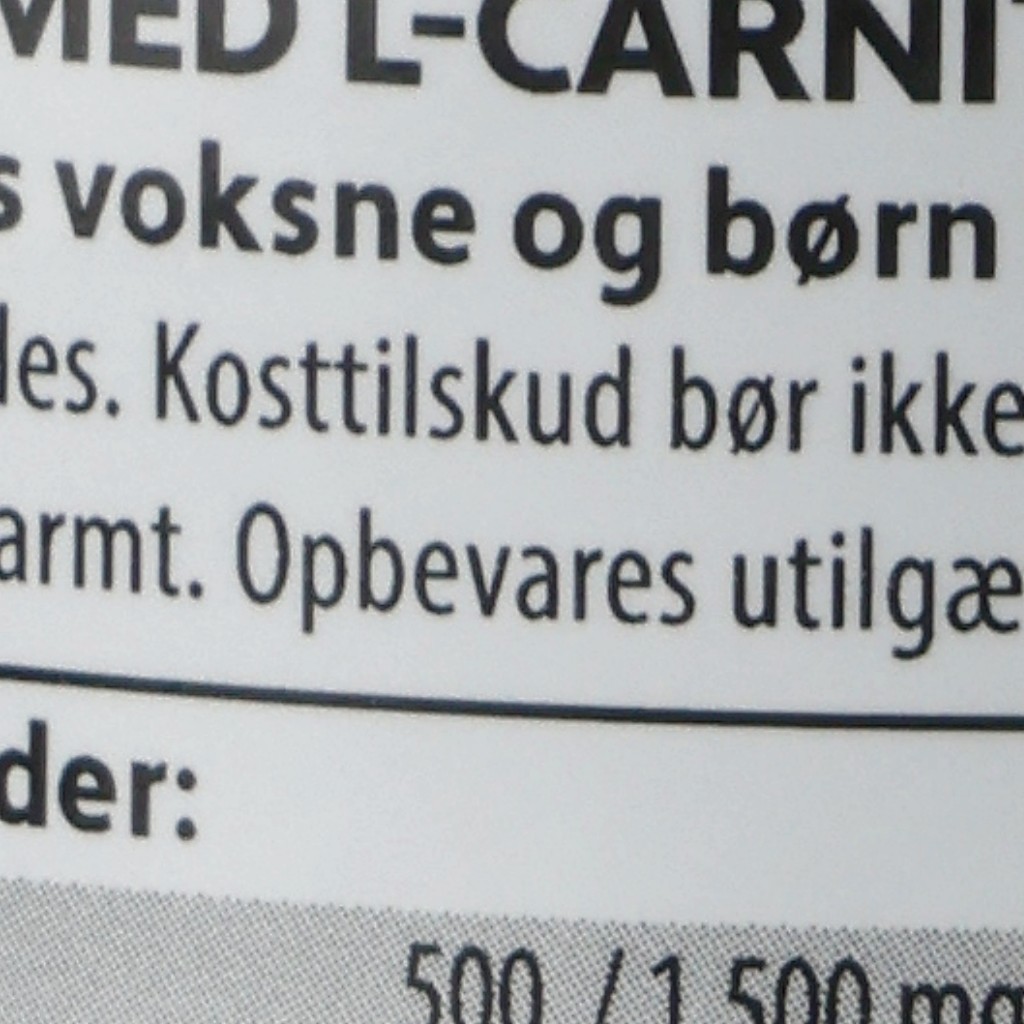 MED L-CARNI
s voksne og børn
les. Kosttilskud bør ikke
armt. Opbevares utilgæ
der:
500 / 1 500 mg